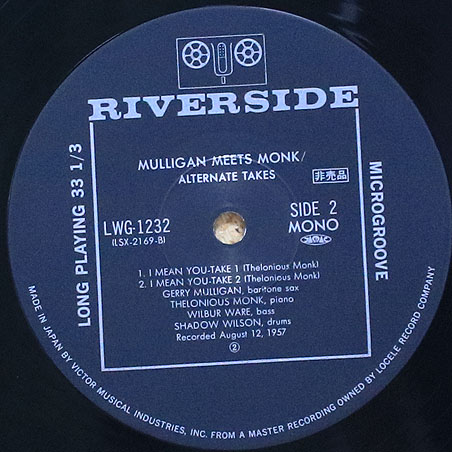 RIVERSIDE
MULLIGAN MEETS MONK/
ALTERNATE TAKES
非売品
LWG-1232
(LSX-2169-B)
SIDE 2
MONO
1. I MEAN YOU-TAKE 1 (Thelonious Monk)
2. I MEAN YOU-TAKE 2 (Thelonious Monk)
GERRY MULLIGAN, baritone sax
THELONIOUS MONK, piano
WILBUR WARE, bass
SHADOW WILSON, drums
Recorded August 12, 1957
②
LONG PLAYING 33 1/3
MICROGROOVE
MADE IN JAPAN BY VICTOR MUSICAL INDUSTRIES, INC. FROM A MASTER RECORDING OWNED BY LOCELE RECORD COMPANY